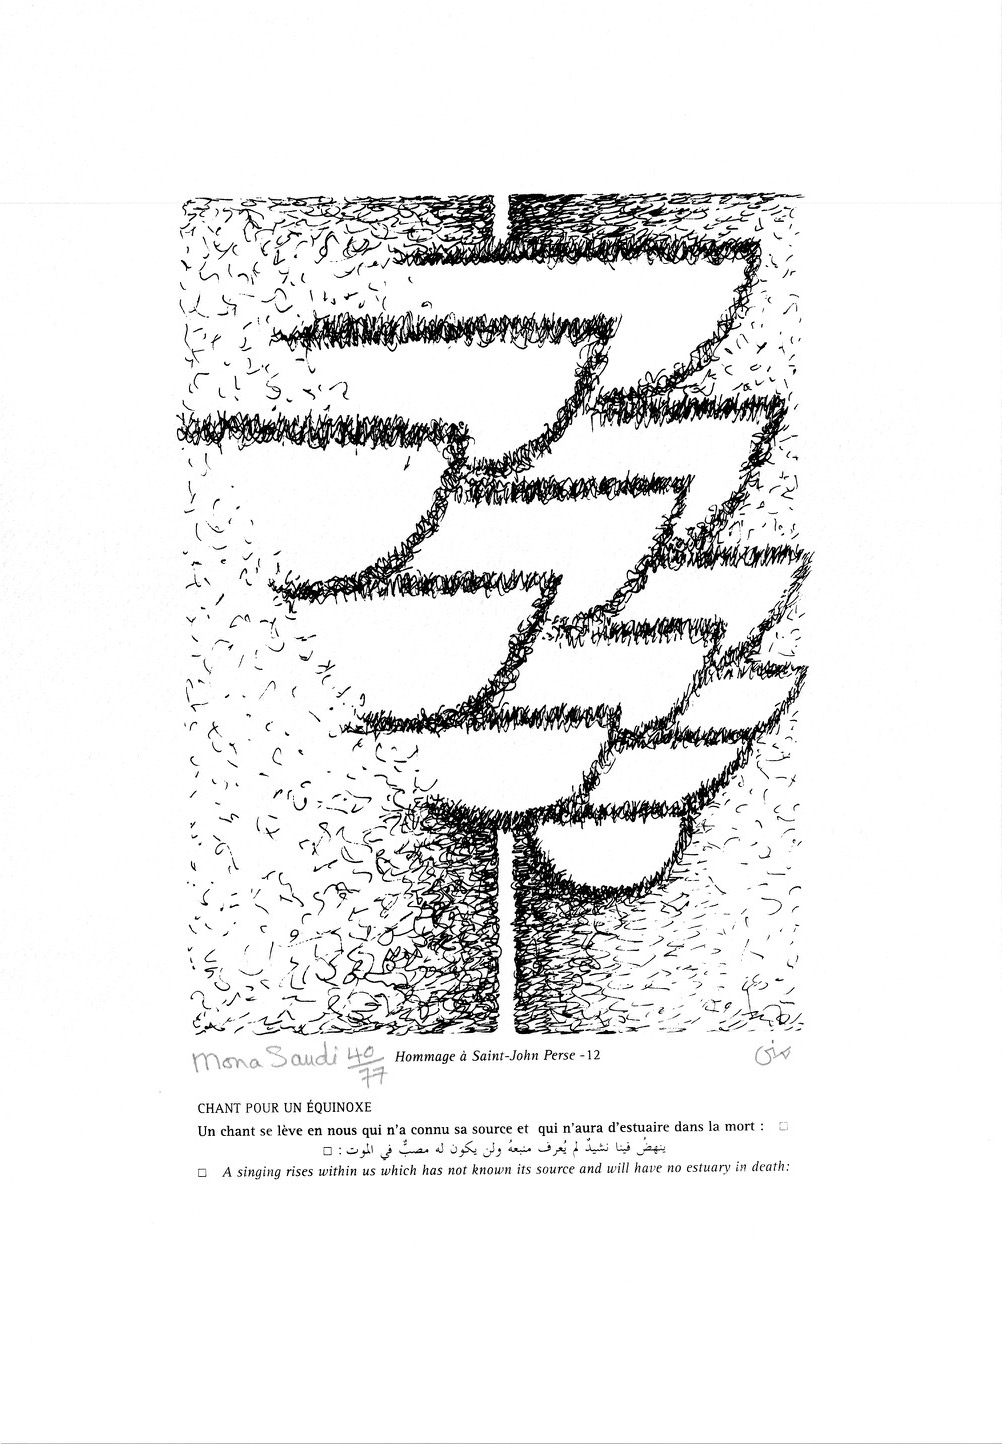 Mona Saudi 40/77 Hommage à Saint-John Perse -12 منى
CHANT POUR UN ÉQUINOXE
Un chant se lève en nous qui n'a connu sa source et qui n'aura d'estuaire dans la mort : □
ينهضُ فينا نشيدٌ لم يُعرف منبعهُ ولن يكون له مصبٌّ في الموت : □
□ A singing rises within us which has not known its source and will have no estuary in death: